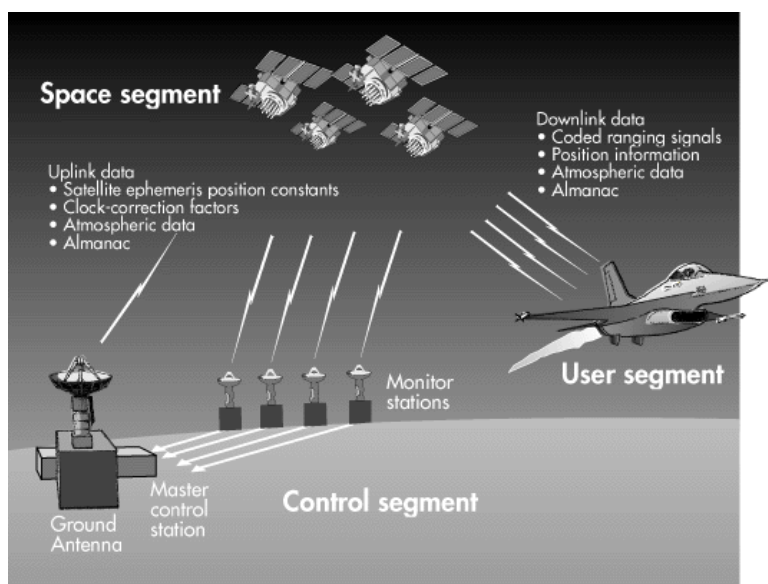 Space segment
Downlink data
• Coded ranging signals
• Position information
• Atmospheric data
• Almanac
Uplink data
• Satellite ephemeris position constants
• Clock-correction factors
• Atmospheric data
• Almanac
User segment
Monitor
stations
Master
control
station
Control segment
Ground
Antenna